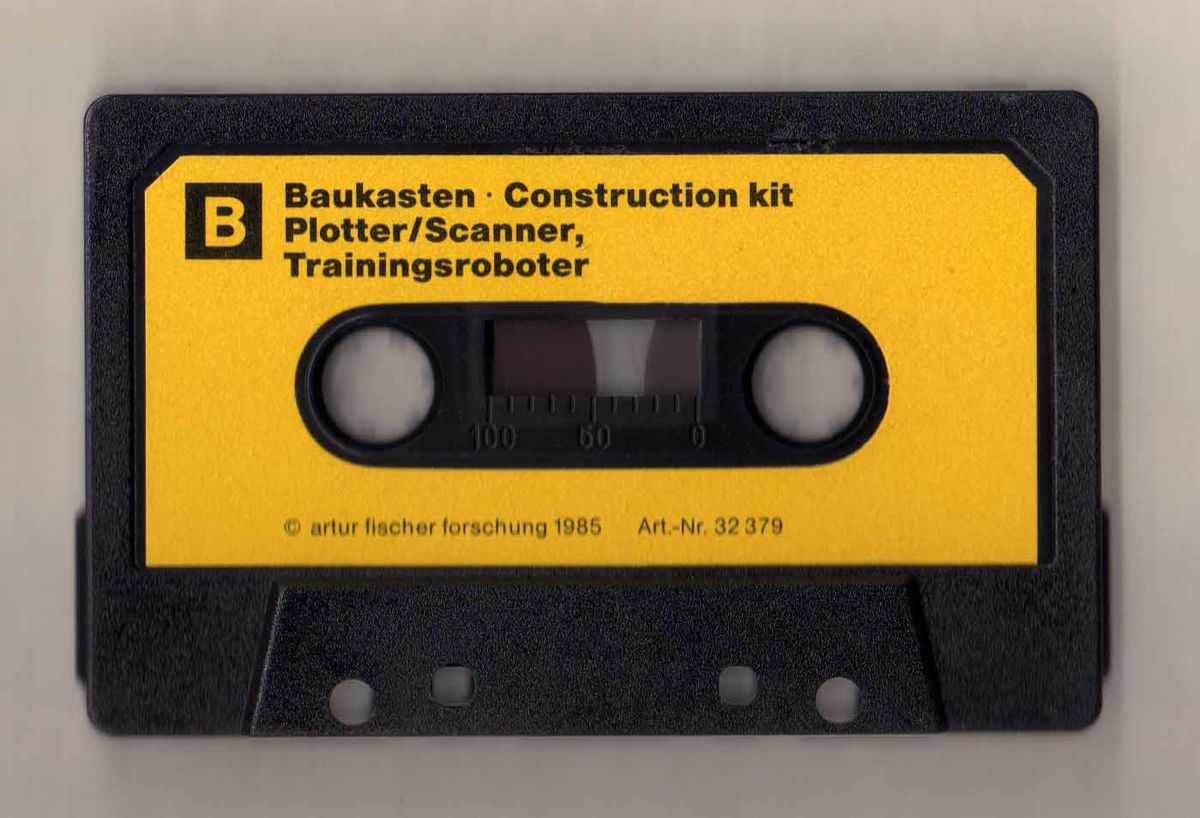 B
Baukasten · Construction kit
Plotter/Scanner,
Trainingsroboter
100 50 0
© artur fischer forschung 1985 Art.-Nr. 32 379